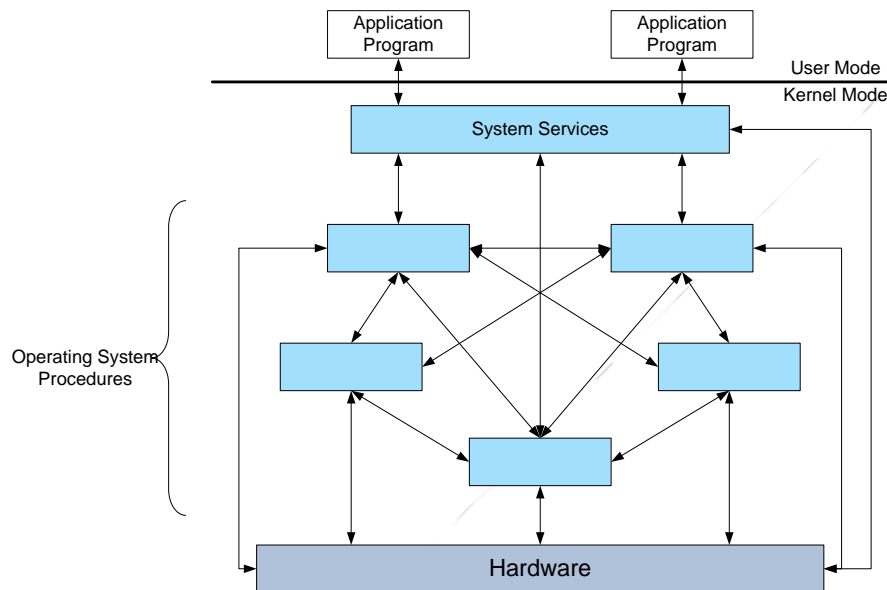 Application
Program
Application
Program
User Mode
Kernel Mode
System Services
Operating System
Procedures
Hardware